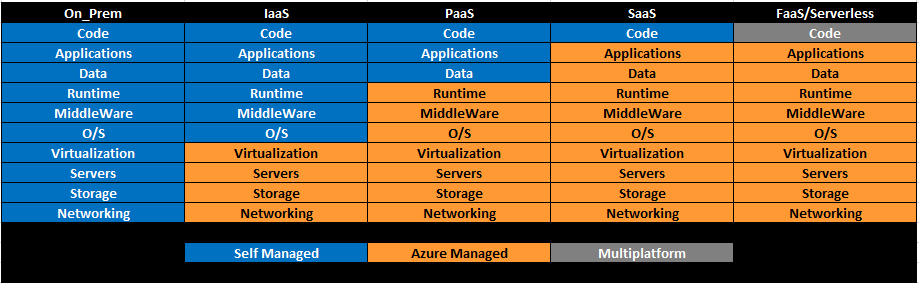 On_Prem IaaS PaaS SaaS FaaS/Serverless
Code Code Code Code Code
Applications Applications Applications Applications Applications
Data Data Data Data Data
Runtime Runtime Runtime Runtime Runtime
MiddleWare MiddleWare MiddleWare MiddleWare MiddleWare
O/S O/S O/S O/S O/S
Virtualization Virtualization Virtualization Virtualization Virtualization
Servers Servers Servers Servers Servers
Storage Storage Storage Storage Storage
Networking Networking Networking Networking Networking
Self Managed Azure Managed Multiplatform